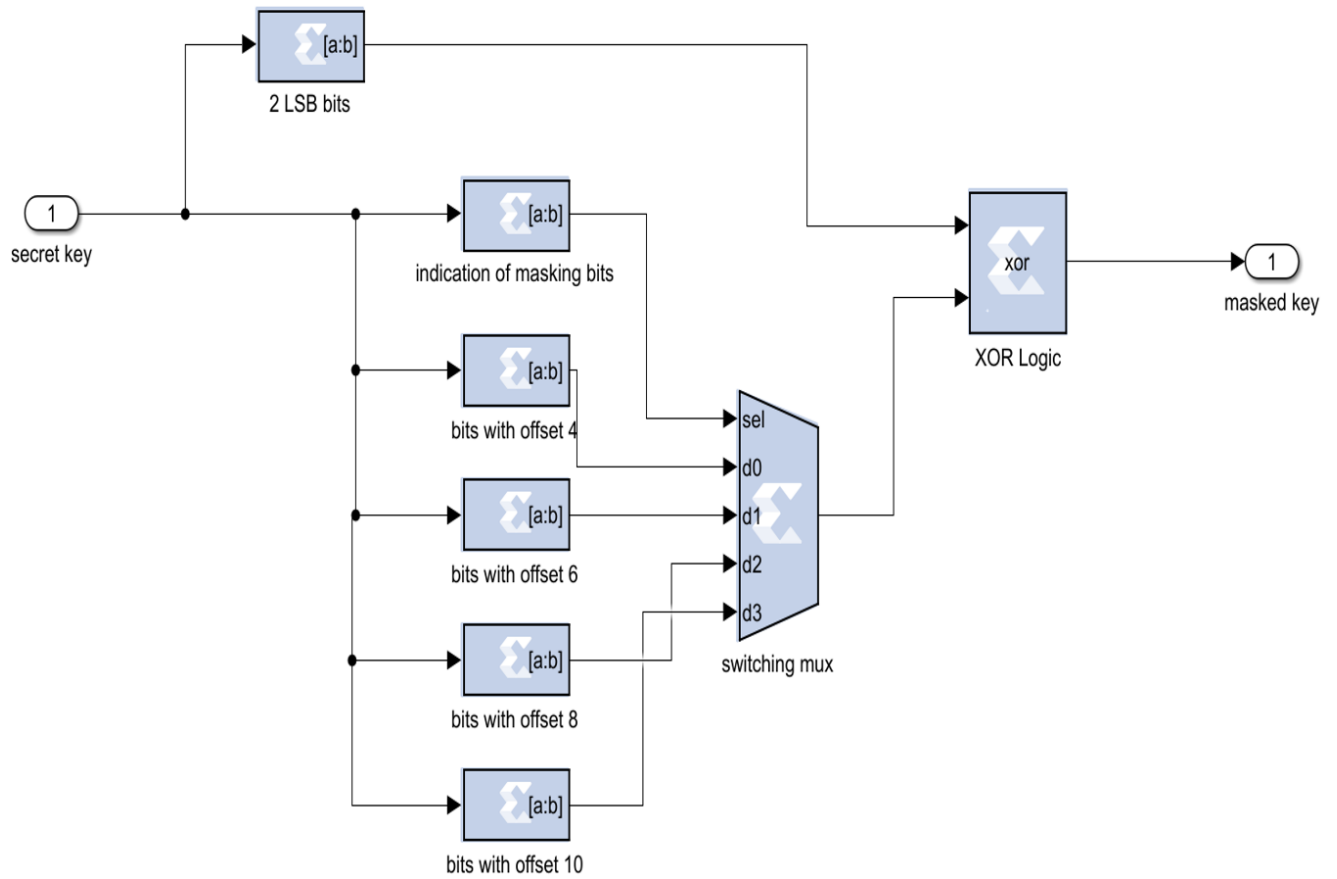 [a:b]
2 LSB bits
1
secret key
[a:b]
indication of masking bits
[a:b]
bits with offset 4
[a:b]
bits with offset 6
[a:b]
bits with offset 8
[a:b]
bits with offset 10
sel
d0
d1
d2
d3
switching mux
xor
XOR Logic
1
masked key